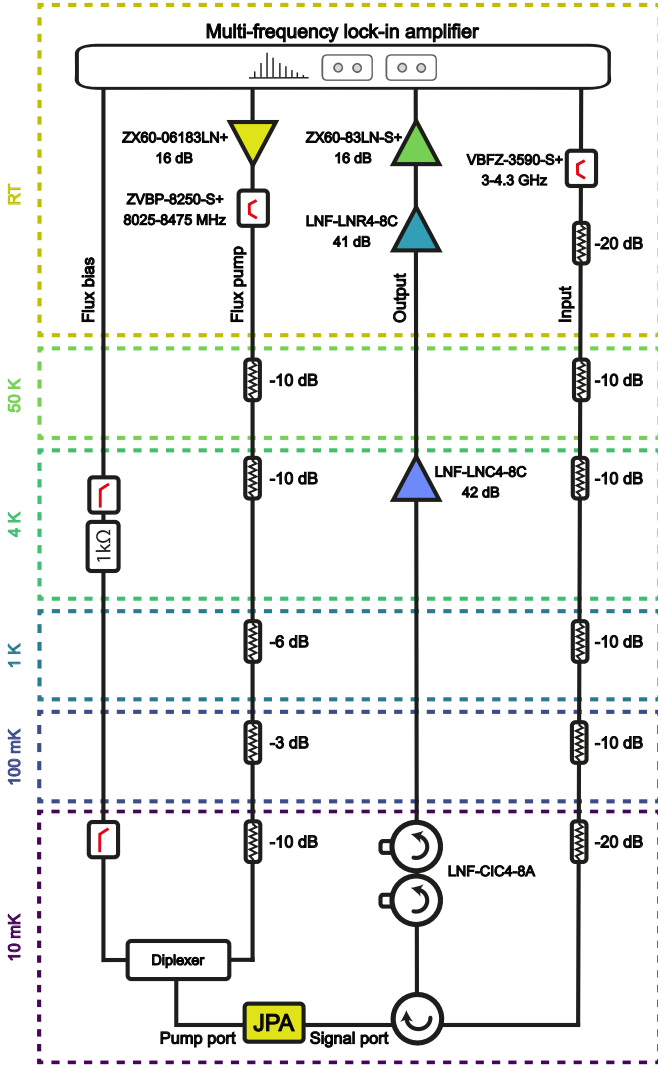 Multi-frequency lock-in amplifier
RT
ZX60-06183LN+
16 dB
ZVBP-8250-S+
8025-8475 MHz
ZX60-83LN-S+
16 dB
LNF-LNR4-8C
41 dB
VBFZ-3590-S+
3-4.3 GHz
-20 dB
Flux bias
Flux pump
Output
Input
50 K
-10 dB
-10 dB
4 K
1kΩ
-10 dB
LNF-LNC4-8C
42 dB
-10 dB
1 K
-6 dB
-10 dB
100 mK
-3 dB
-10 dB
10 mK
-10 dB
LNF-CIC4-8A
-20 dB
Diplexer
Pump port
JPA
Signal port